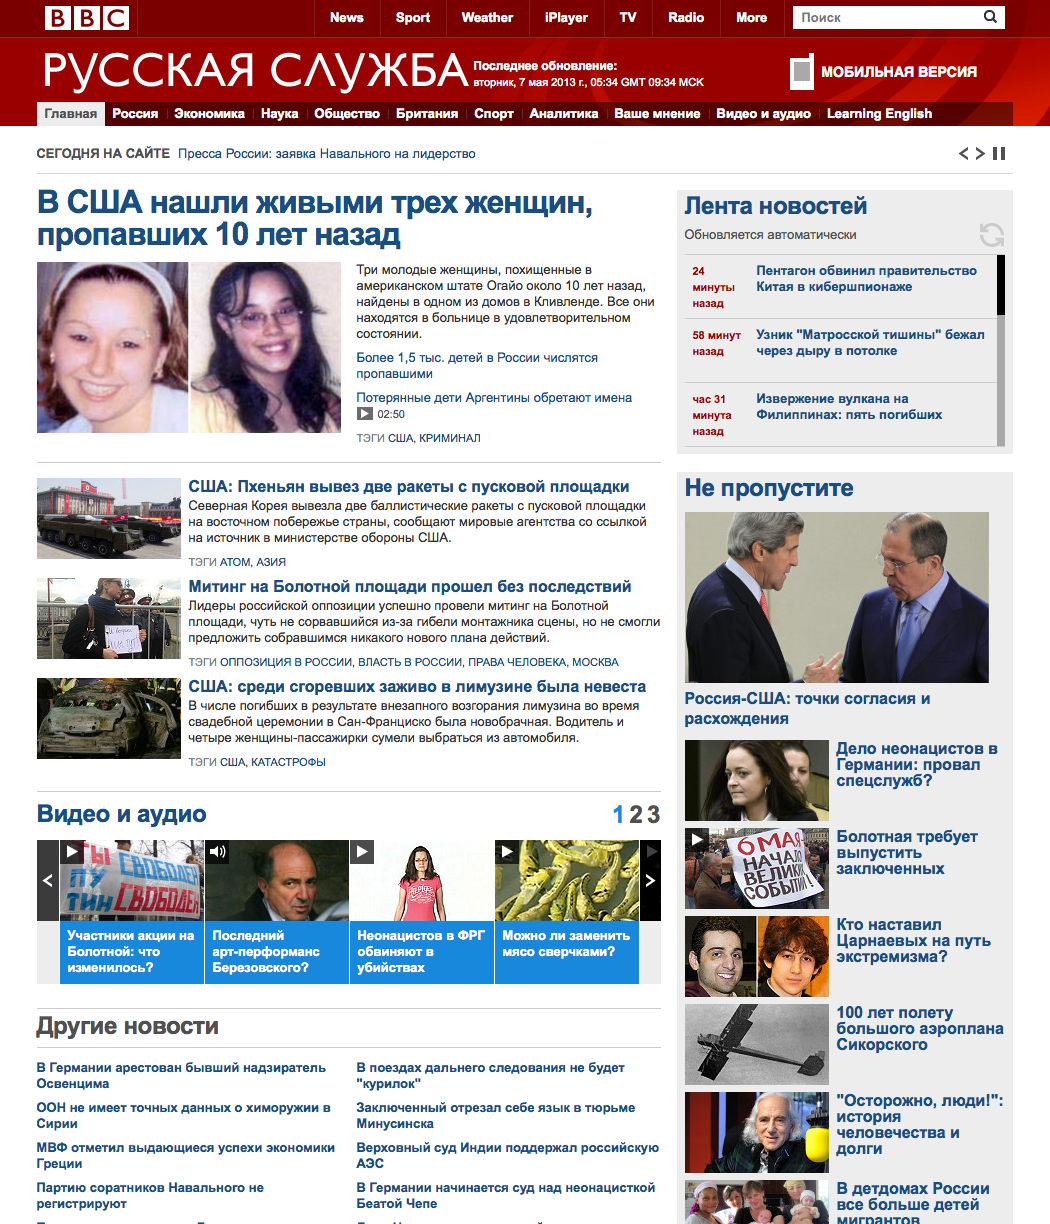 BBC
News Sport Weather iPlayer TV Radio More Поиск
РУССКАЯ СЛУЖБА
Последнее обновление:
вторник, 7 мая 2013 г., 05:34 GMT 09:34 МСК
МОБИЛЬНАЯ ВЕРСИЯ
Главная Россия Экономика Наука Общество Британия Спорт Аналитика Ваше мнение Видео и аудио Learning English
СЕГОДНЯ НА САЙТЕ Пресса России: заявка Навального на лидерство
В США нашли живыми трех женщин,
пропавших 10 лет назад
Три молодые женщины, похищенные в
американском штате Огайо около 10 лет назад,
найдены в одном из домов в Кливленде. Все они
находятся в больнице в удовлетворительном
состоянии.
Более 1,5 тыс. детей в России числятся
пропавшими
Потерянные дети Аргентины обретают имена
02:50
ТЭГИ США, КРИМИНАЛ
США: Пхеньян вывез две ракеты с пусковой площадки
Северная Корея вывезла две баллистические ракеты с пусковой площадки
на восточном побережье страны, сообщают мировые агентства со ссылкой
на источник в министерстве обороны США.
ТЭГИ АТОМ, АЗИЯ
Митинг на Болотной площади прошел без последствий
Лидеры российской оппозиции успешно провели митинг на Болотной
площади, чуть не сорвавшийся из-за гибели монтажника сцены, но не смогли
предложить собравшимся никакого нового плана действий.
ТЭГИ ОППОЗИЦИЯ В РОССИИ, ВЛАСТЬ В РОССИИ, ПРАВА ЧЕЛОВЕКА, МОСКВА
США: среди сгоревших заживо в лимузине была невеста
В числе погибших в результате внезапного возгорания лимузина во время
свадебной церемонии в Сан-Франциско была новобрачная. Водитель и
четыре женщины-пассажирки сумели выбраться из автомобиля.
ТЭГИ США, КАТАСТРОФЫ
Видео и аудио
1 2 3
ТЫ СВОБОДЕН
ПУ
ТИН СВОБОДЕН
Участники акции на
Болотной: что
изменилось?
Последний
арт-перформанс
Березовского?
Неонацистов в ФРГ
обвиняют в
убийствах
Можно ли заменить
мясо сверчками?
Другие новости
В Германии арестован бывший надзиратель
Освенцима
ООН не имеет точных данных о химоружии в
Сирии
МВФ отметил выдающиеся успехи экономики
Греции
Партию соратников Навального не
регистрируют
В поездах дальнего следования не будет
"курилок"
Заключенный отрезал себе язык в тюрьме
Минусинска
Верховный суд Индии поддержал российскую
АЭС
В Германии начинается суд над неонацисткой
Беатой Чепе
Лента новостей
Обновляется автоматически
24
минуты
назад
Пентагон обвинил правительство
Китая в кибершпионаже
58 минут
назад
Узник "Матросской тишины" бежал
через дыру в потолке
час 31
минута
назад
Извержение вулкана на
Филиппинах: пять погибших
Не пропустите
Россия-США: точки согласия и
расхождения
Дело неонацистов в
Германии: провал
спецслужб?
6 МАЯ
НАЧАЛО
ВЕЛИКИХ
СОБЫТИЙ!
Болотная требует
выпустить
заключенных
Кто наставил
Царнаевых на путь
экстремизма?
100 лет полету
большого аэроплана
Сикорского
"Осторожно, люди!":
история
человечества и
долги
В детдомах России
все больше детей
мигрантов